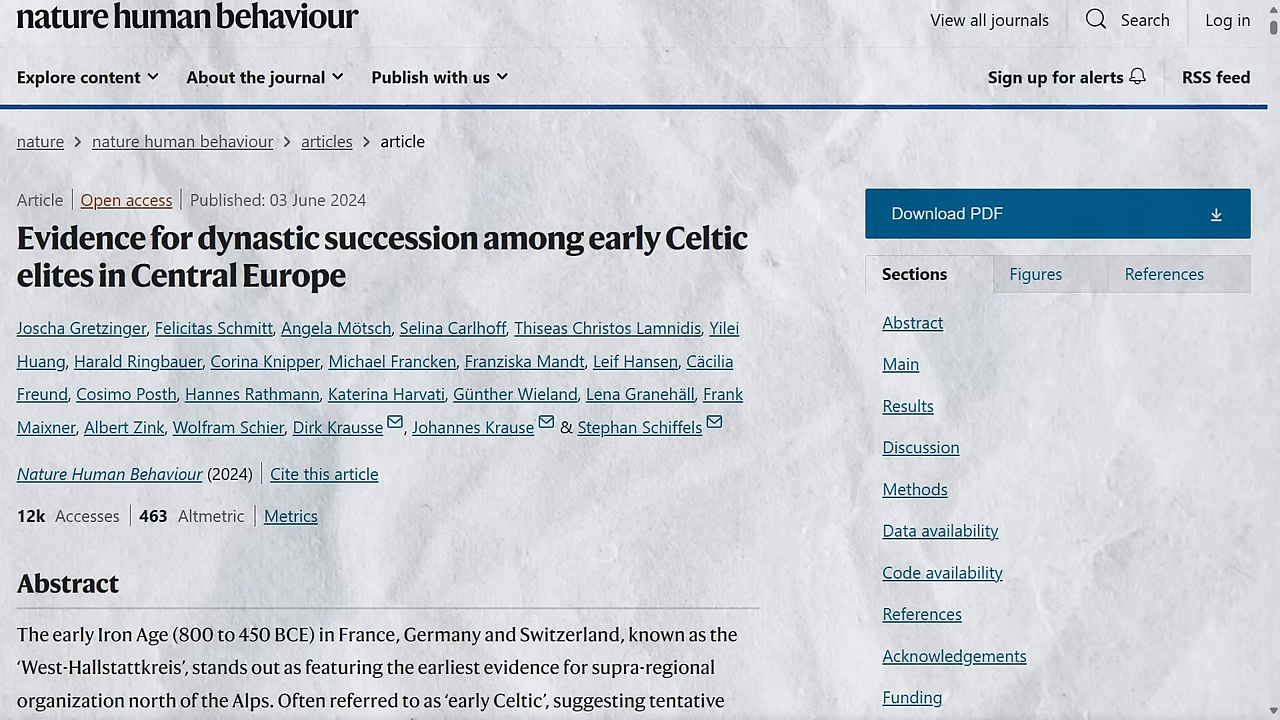 nature human behaviour
View all journals
Search
Log in
Explore content
About the journal
Publish with us
Sign up for alerts
RSS feed
nature > nature human behaviour > articles > article
Article | Open access | Published: 03 June 2024
Evidence for dynastic succession among early Celtic
elites in Central Europe
Joscha Gretzinger, Felicitas Schmitt, Angela Mötsch, Selina Carlhoff, Thiseas Christos Lamnidis, Yilei
Huang, Harald Ringbauer, Corina Knipper, Michael Francken, Franziska Mandt, Leif Hansen, Cäcilia
Freund, Cosimo Posth, Hannes Rathmann, Katerina Harvati, Günther Wieland, Lena Granehäll, Frank
Maixner, Albert Zink, Wolfram Schier, Dirk Krausse, Johannes Krause & Stephan Schiffels
Nature Human Behaviour (2024) | Cite this article
12k Accesses | 463 Altmetric | Metrics
Abstract
The early Iron Age (800 to 450 BCE) in France, Germany and Switzerland, known as the
‘West-Hallstattkreis’, stands out as festuring the earliest evidence for supra-regional
organization north of the Alps. Often referred to as ‘early Celtic’, suggesting tentative
Download PDF
Sections
Figures
References
Abstract
Main
Results
Discussion
Methods
Data availability
Code availability
References
Acknowledgements
Funding